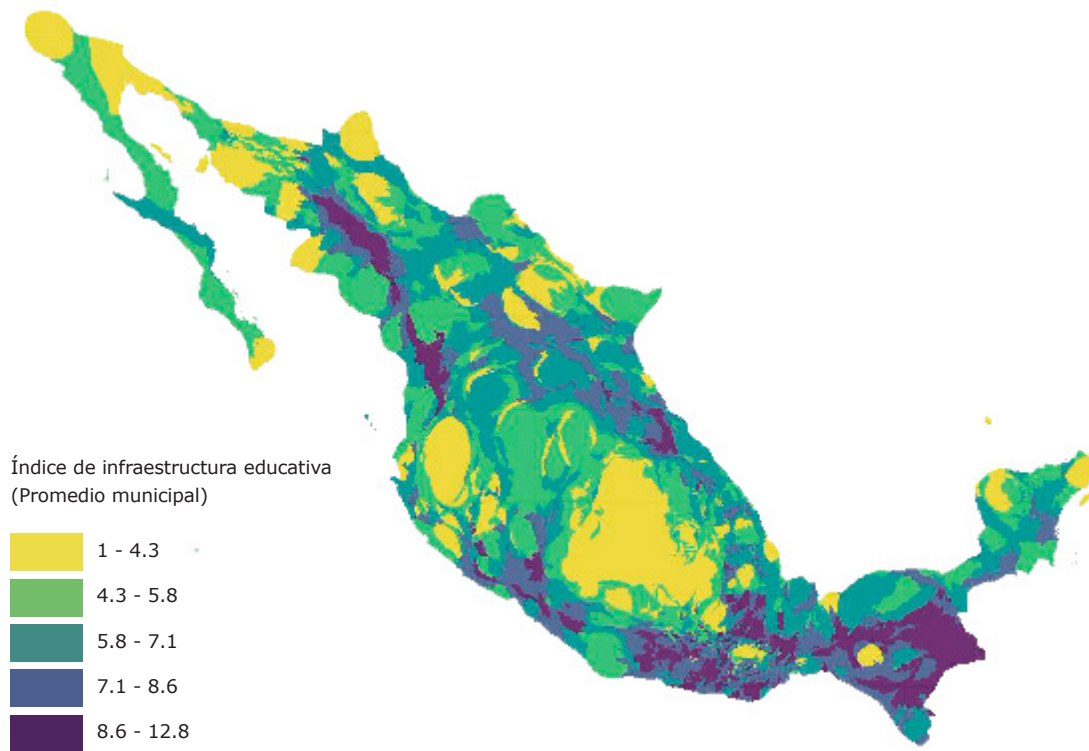 Índice de infraestructura educativa
(Promedio municipal)
1 - 4.3
4.3 - 5.8
5.8 - 7.1
7.1 - 8.6
8.6 - 12.8